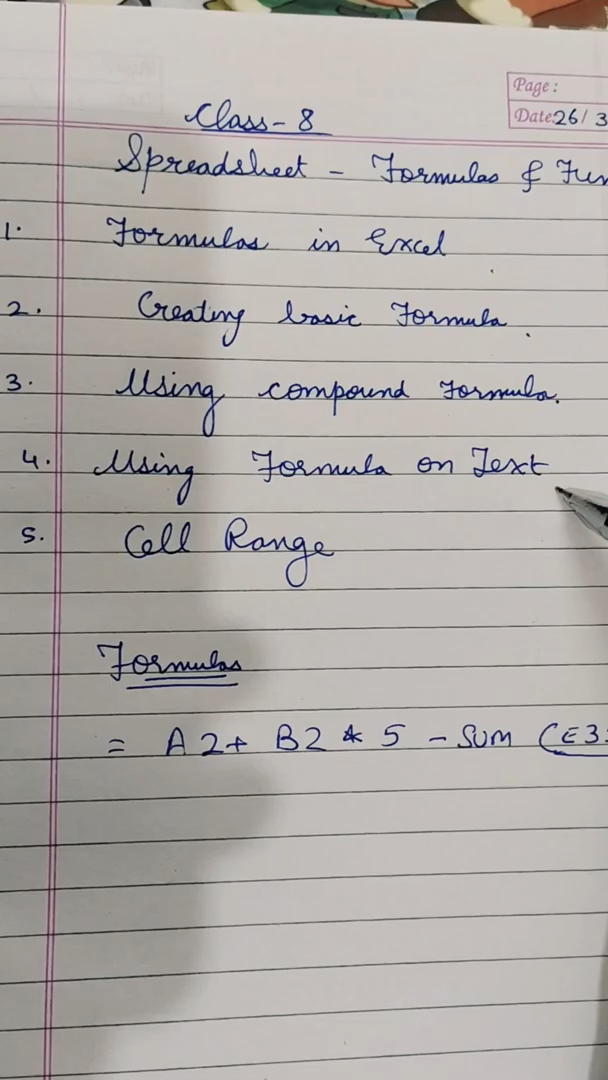 Page :
Date: 26/3
Class - 8
Spreadsheet - Formulas & Fun
1. Formulas in Excel
2. Creating basic Formula.
3. Using compound Formula.
4. Using Formula on Text
5. Cell Range
Formulas
= A2+ B2 * 5 - SUM (E3: